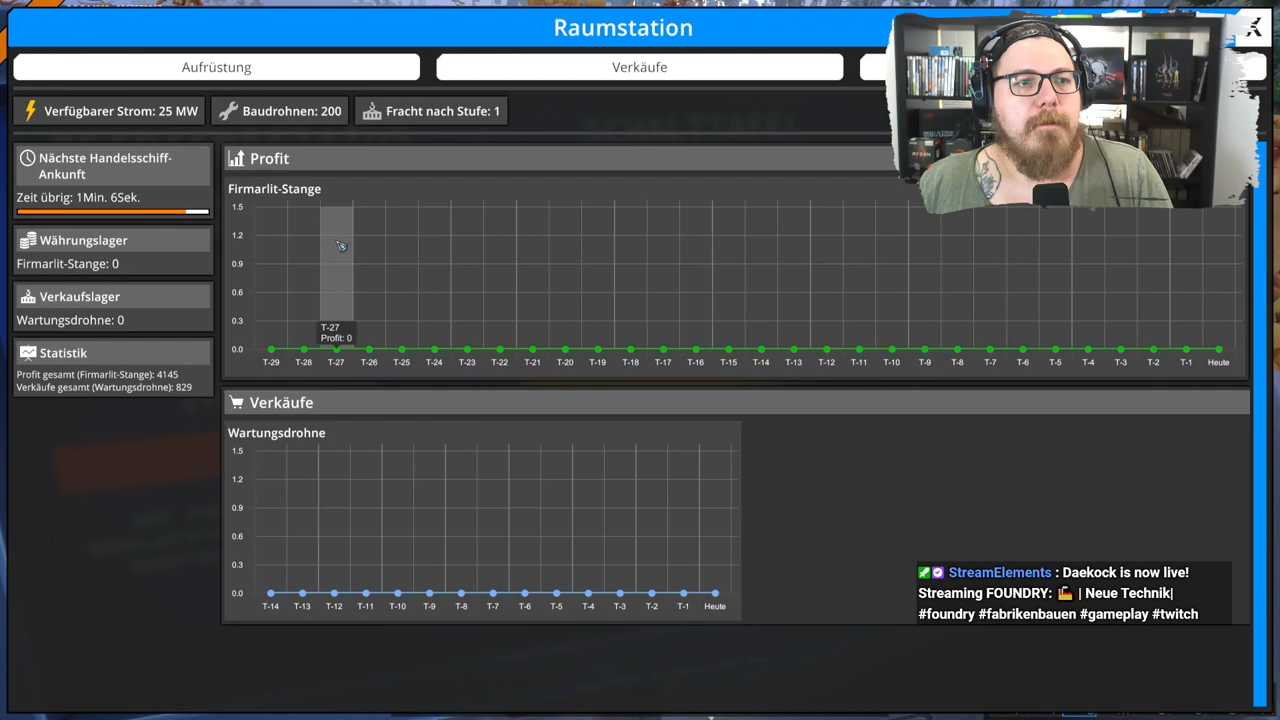 Raumstation
X
Aufrüstung
Verkäufe
Verfügbarer Strom: 25 MW
Baudrohnen: 200
Fracht nach Stufe: 1
Nächste Handelsschiff-
Ankunft
Zeit übrig: 1Min. 6Sek.
Währungslager
Firmarlit-Stange: 0
Verkaufslager
Wartungsdrohne: 0
Statistik
Profit gesamt (Firmarlit-Stange): 4145
Verkäufe gesamt (Wartungsdrohne): 829
Profit
Firmarlit-Stange
1.5
1.2
0.9
0.6
0.3
0.0
T-27
Profit: 0
T-29 T-28 T-27 T-26 T-25 T-24 T-23 T-22 T-21 T-20 T-19 T-18 T-17 T-16 T-15 T-14 T-13 T-12 T-11 T-10 T-9 T-8 T-7 T-6 T-5 T-4 T-3 T-2 T-1 Heute
Verkäufe
Wartungsdrohne
1.5
1.2
0.9
0.6
0.3
0.0
T-14 T-13 T-12 T-11 T-10 T-9 T-8 T-7 T-6 T-5 T-4 T-3 T-2 T-1 Heute
StreamElements : Daekock is now live!
Streaming FOUNDRY: | Neue Technik|
#foundry #fabrikenbauen #gameplay #twitch
RYZEN